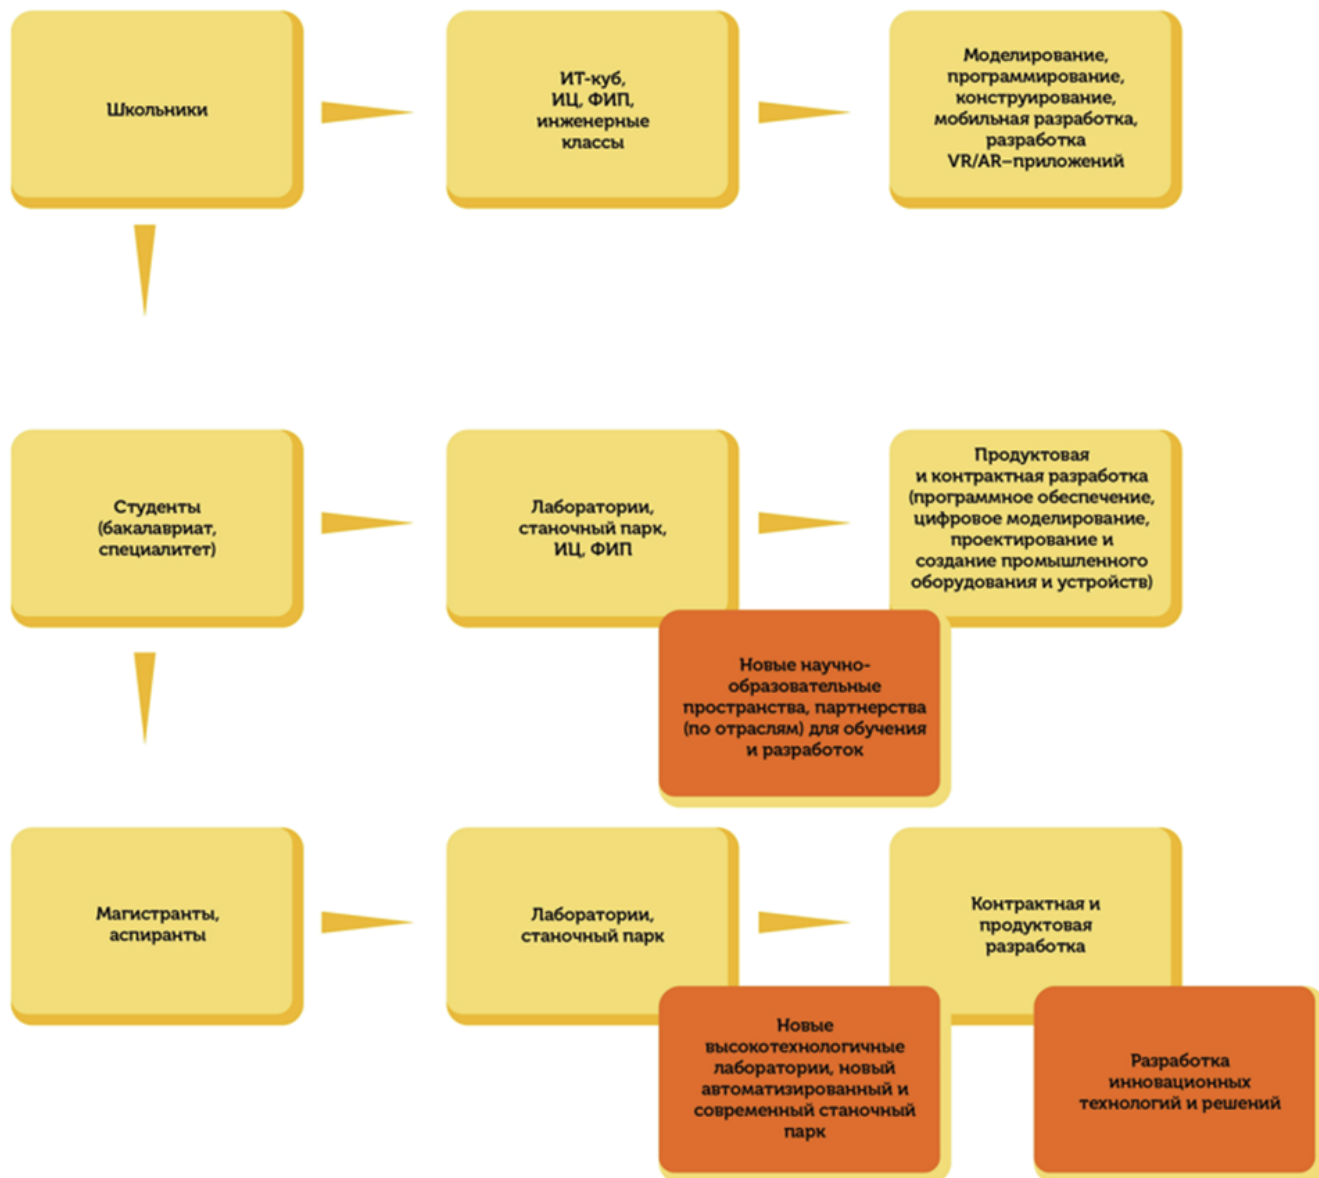 Школьники
ИТ-куб,
ИЦ, ФИП,
инженерные
классы
Моделирование,
программирование,
конструирование,
мобильная разработка,
разработка
VR/AR–приложений
Студенты
(бакалавриат,
специалитет)
Лаборатории,
станочный парк,
ИЦ, ФИП
Продуктовая
и контрактная разработка
(программное обеспечение,
цифровое моделирование,
проектирование и
создание промышленного
оборудования и устройств)
Новые научно-
образовательные
пространства, партнерства
(по отраслям) для обучения
и разработок
Магистранты,
аспиранты
Лаборатории,
станочный парк
Контрактная и
продуктовая
разработка
Новые
высокотехнологичные
лаборатории, новый
автоматизированный и
современный станочный
парк
Разработка
инновационных
технологий и решений